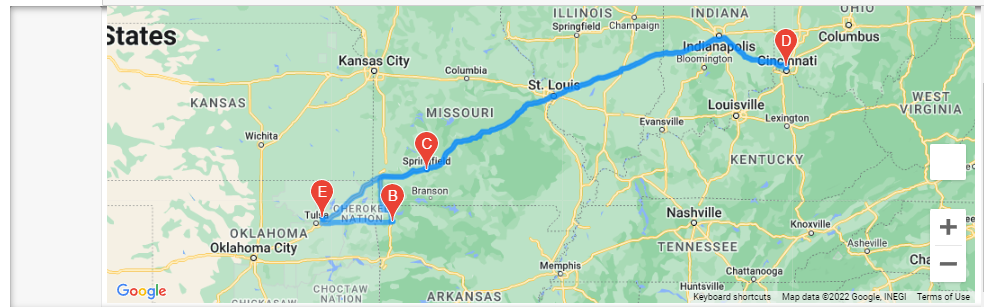 States
ILLINOIS
Springfield
Champaign
INDIANA
OHIO
Columbus
Indianapolis
D
Cincinnati
Bloomington
Kansas City
Columbia
St. Louis
KANSAS
MISSOURI
Louisville
WEST
VIRGINIA
Evansville
Lexington
Wichita
C
Springfield
KENTUCKY
E
B
Branson
Tulsa
CHEROKEE
NATION
Nashville
Knoxville
OKLAHOMA
Oklahoma City
TENNESSEE
Asheville
Memphis
Chattanooga
Cha
CHOCTAW
NATION
Huntsville
CHICKASAW
ARKANSAS
Google
Keyboard shortcuts
Map data ©2022 Google, INEGI
Terms of Use
+
−